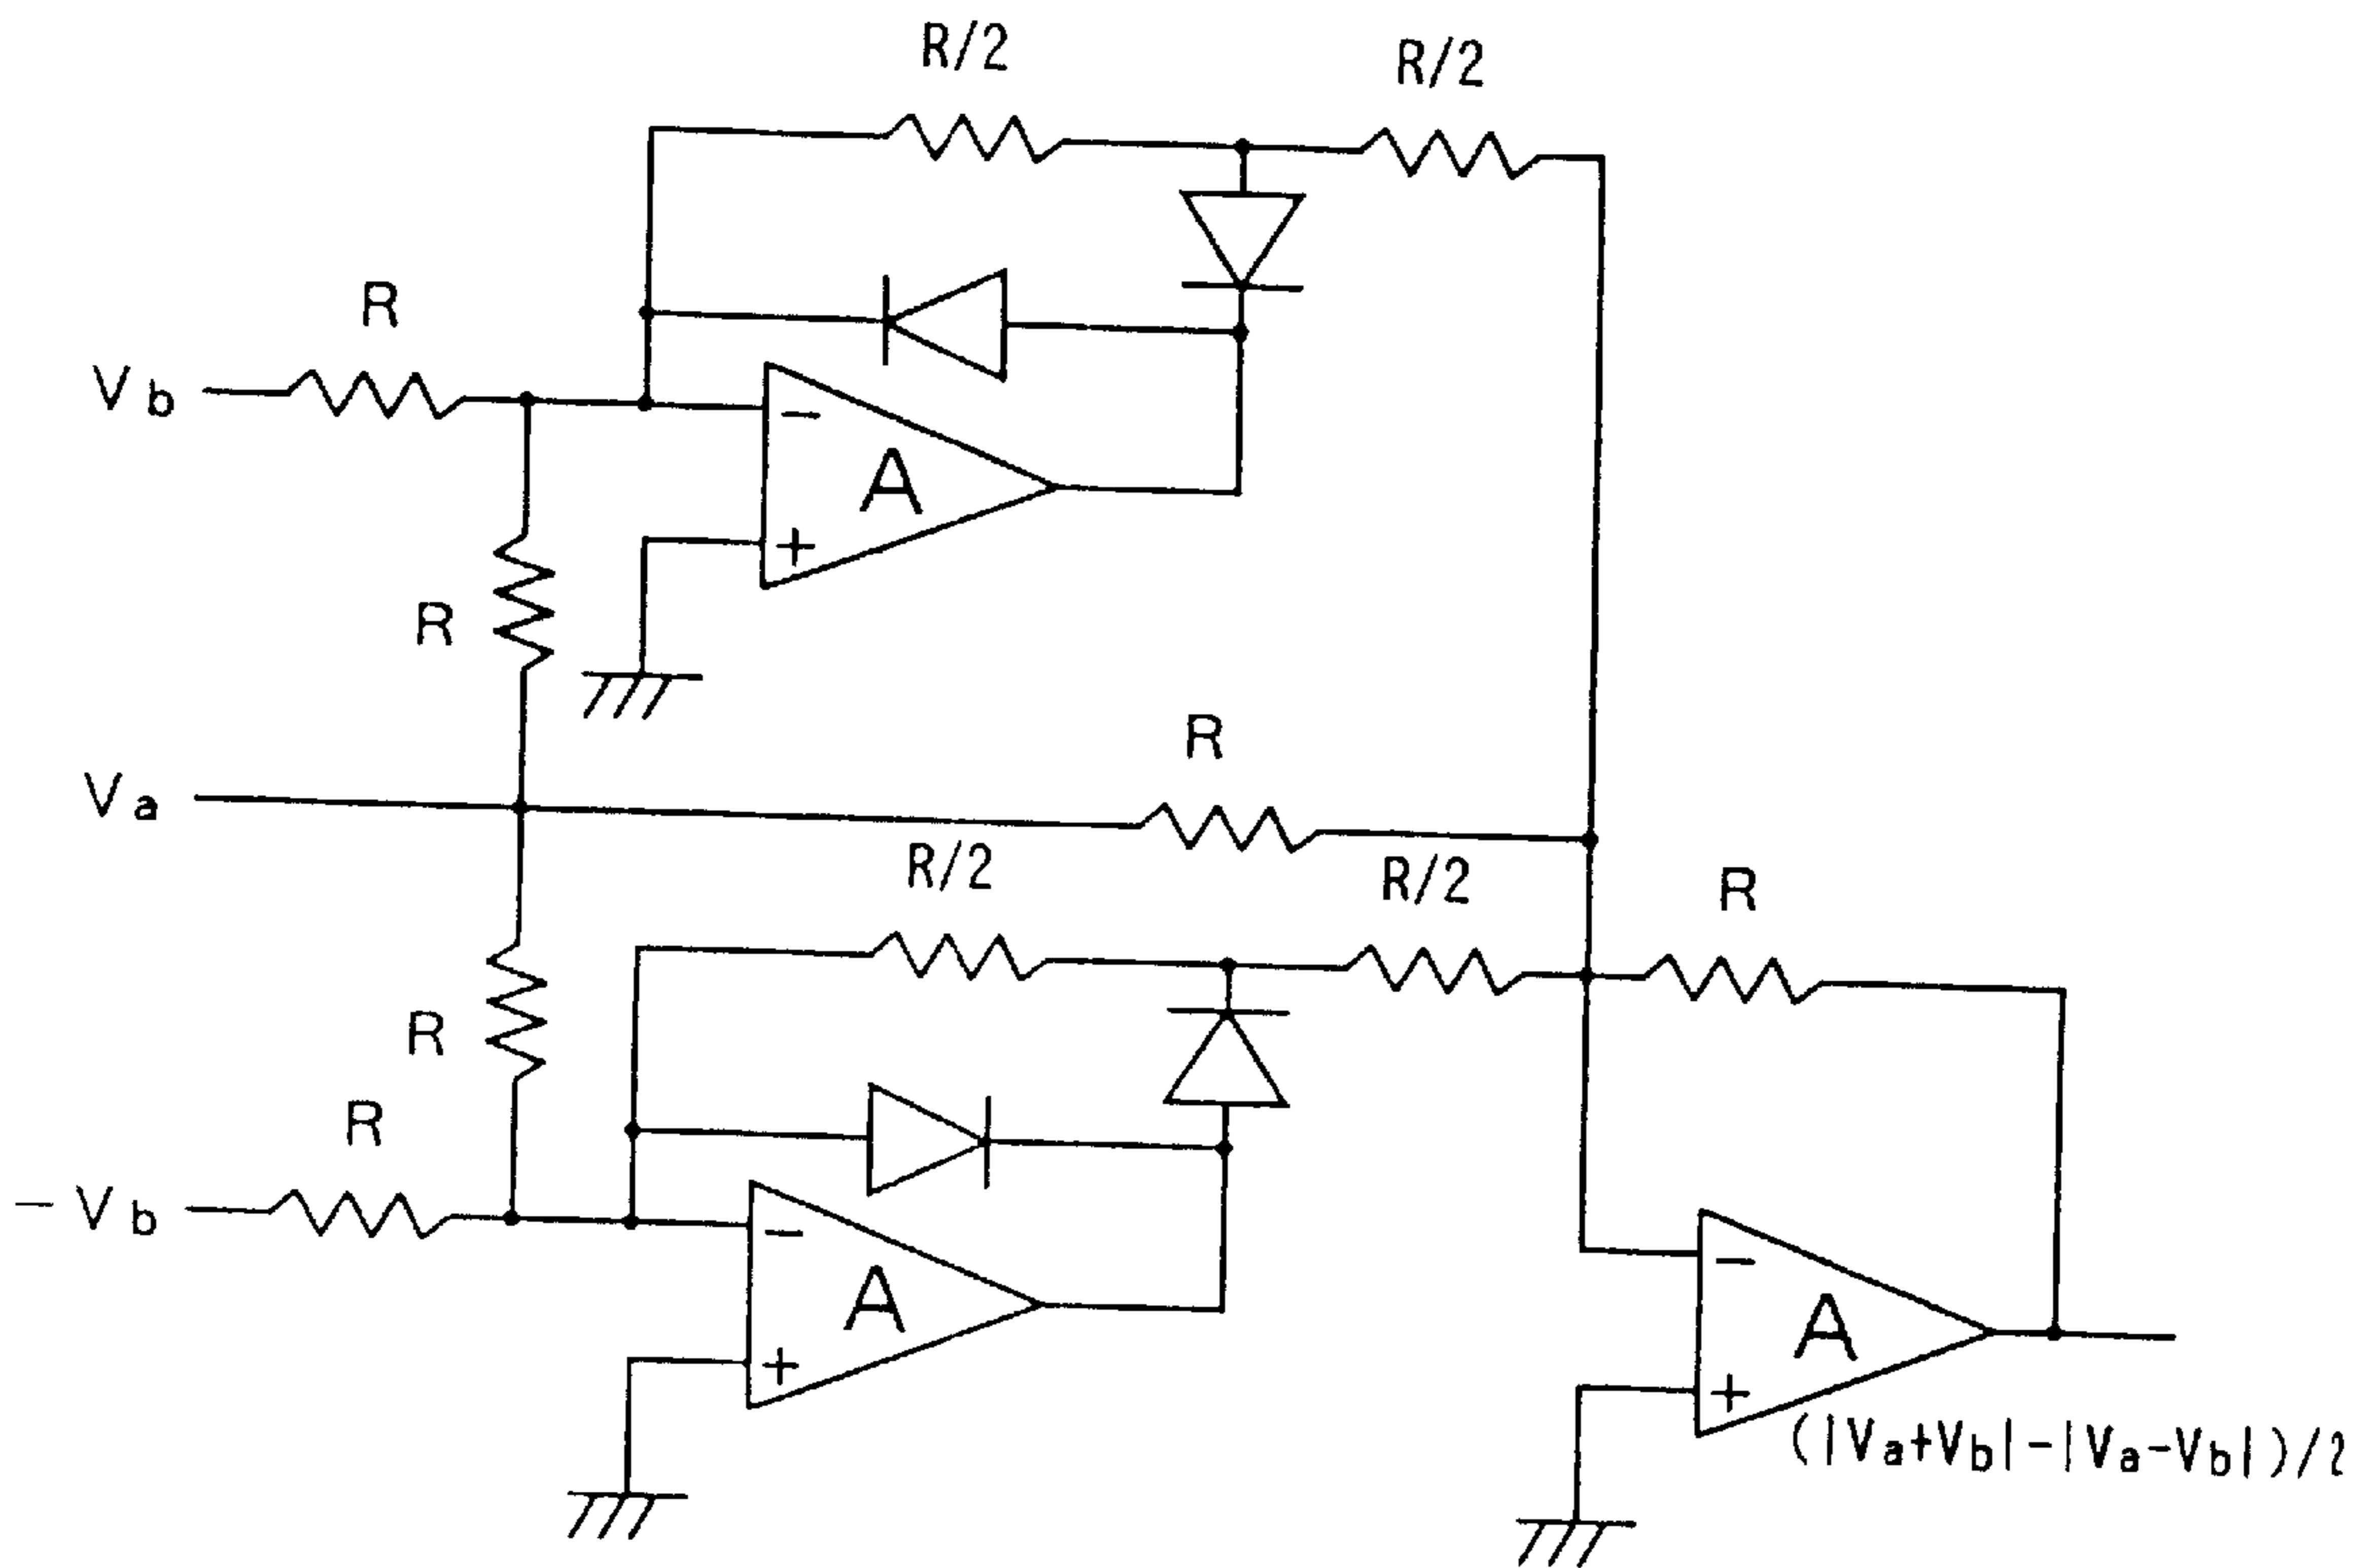 R/2
R/2
R
Vb
−
A
+
R
R
Va
R/2
R/2
R
R
R
−Vb
−
A
+
−
A
+
(|Va+Vb|−|Va−Vb|)/2